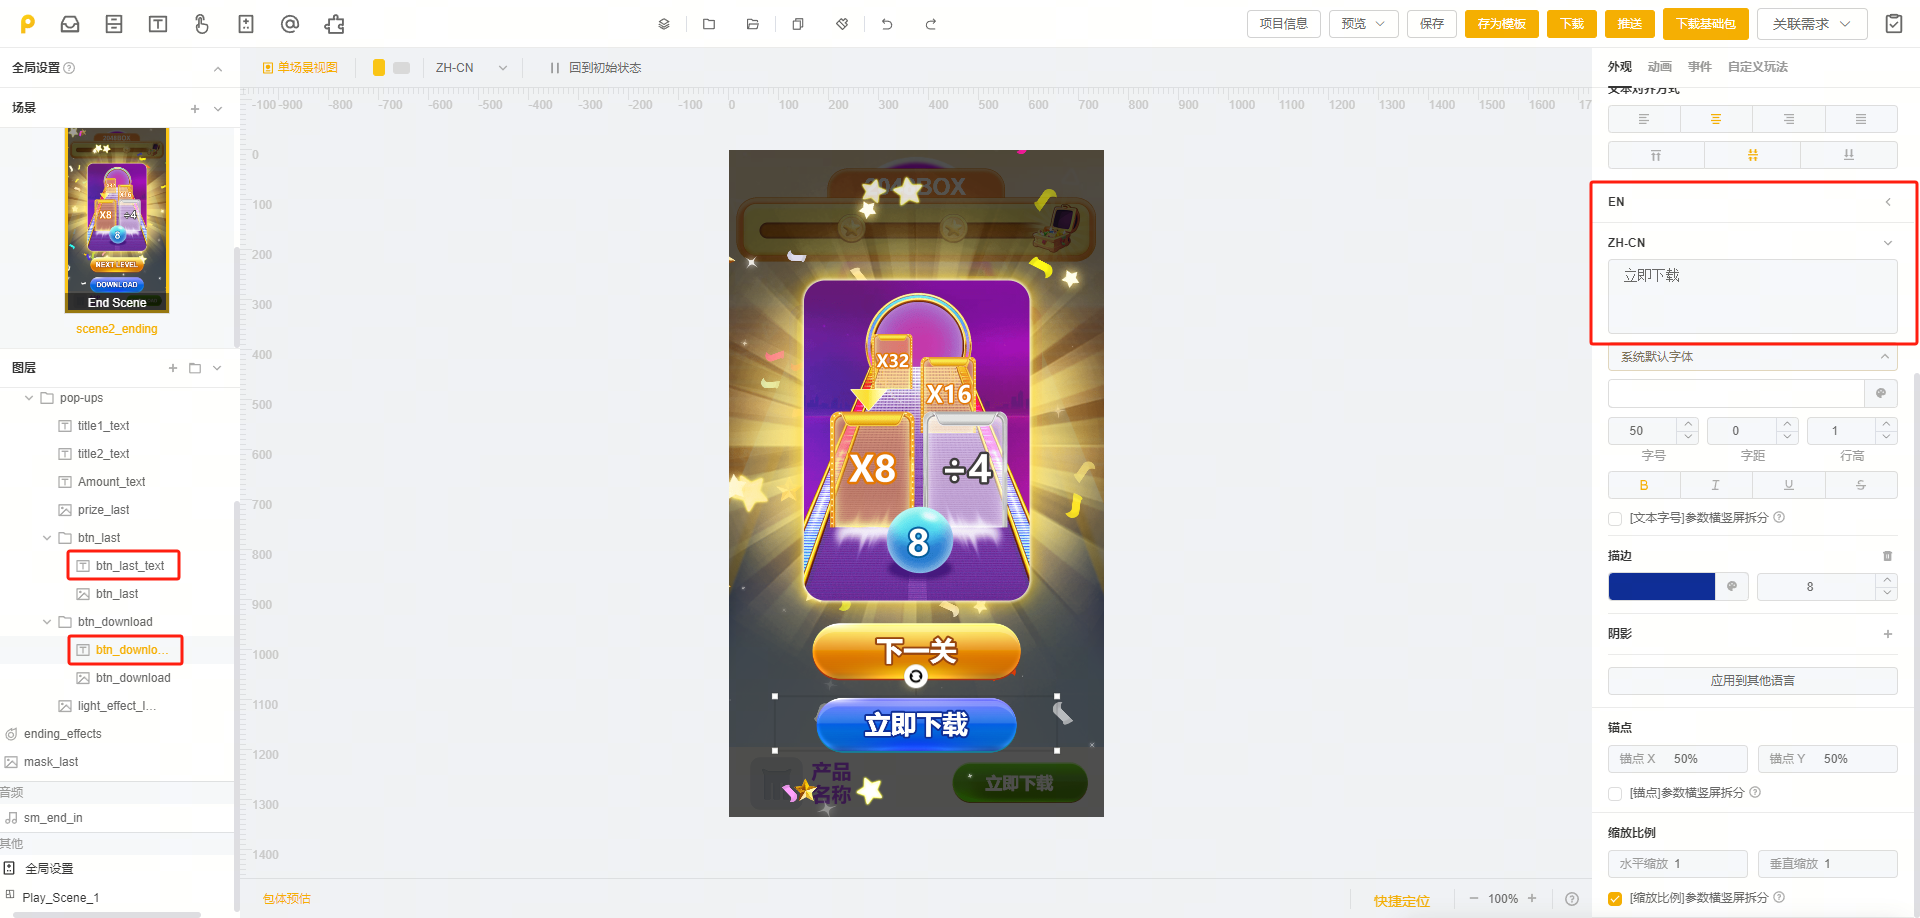 项目信息
预览
保存
存为模板
下载
推送
下载基础包
关联需求
全局设置
场景
NEXT LEVEL
DOWNLOAD
End Scene
scene2_ending
图层
pop-ups
title1_text
title2_text
Amount_text
prize_last
btn_last
btn_last_text
btn_last
btn_download
btn_downlo...
btn_download
light_effect_l...
ending_effects
mask_last
音频
sm_end_in
其他
全局设置
Play_Scene_1
单场景视图
ZH-CN
回到初始状态
-100 -900 -800 -700 -600 -500 -400 -300 -200 -100 0 100 200 300 400 500 600 700 800 900 1000 1100 1200 1300 1400 1500 1600 17
0
100
200
300
400
500
600
700
800
900
1000
1100
1200
1300
1400
BOX
X32
X16
X8
÷4
8
下一关
立即下载
产品
名称
立即下载
包体预估
快捷定位
100%
外观 动画 事件 自定义玩法
文本对齐方式
EN
ZH-CN
立即下载
系统默认字体
50 0 1
字号 字距 行高
B I U S
[文本字号]参数横竖屏拆分
描边
8
阴影
应用到其他语言
锚点
锚点 X 50% 锚点 Y 50%
[锚点]参数横竖屏拆分
缩放比例
水平缩放 1 垂直缩放 1
[缩放比例]参数横竖屏拆分